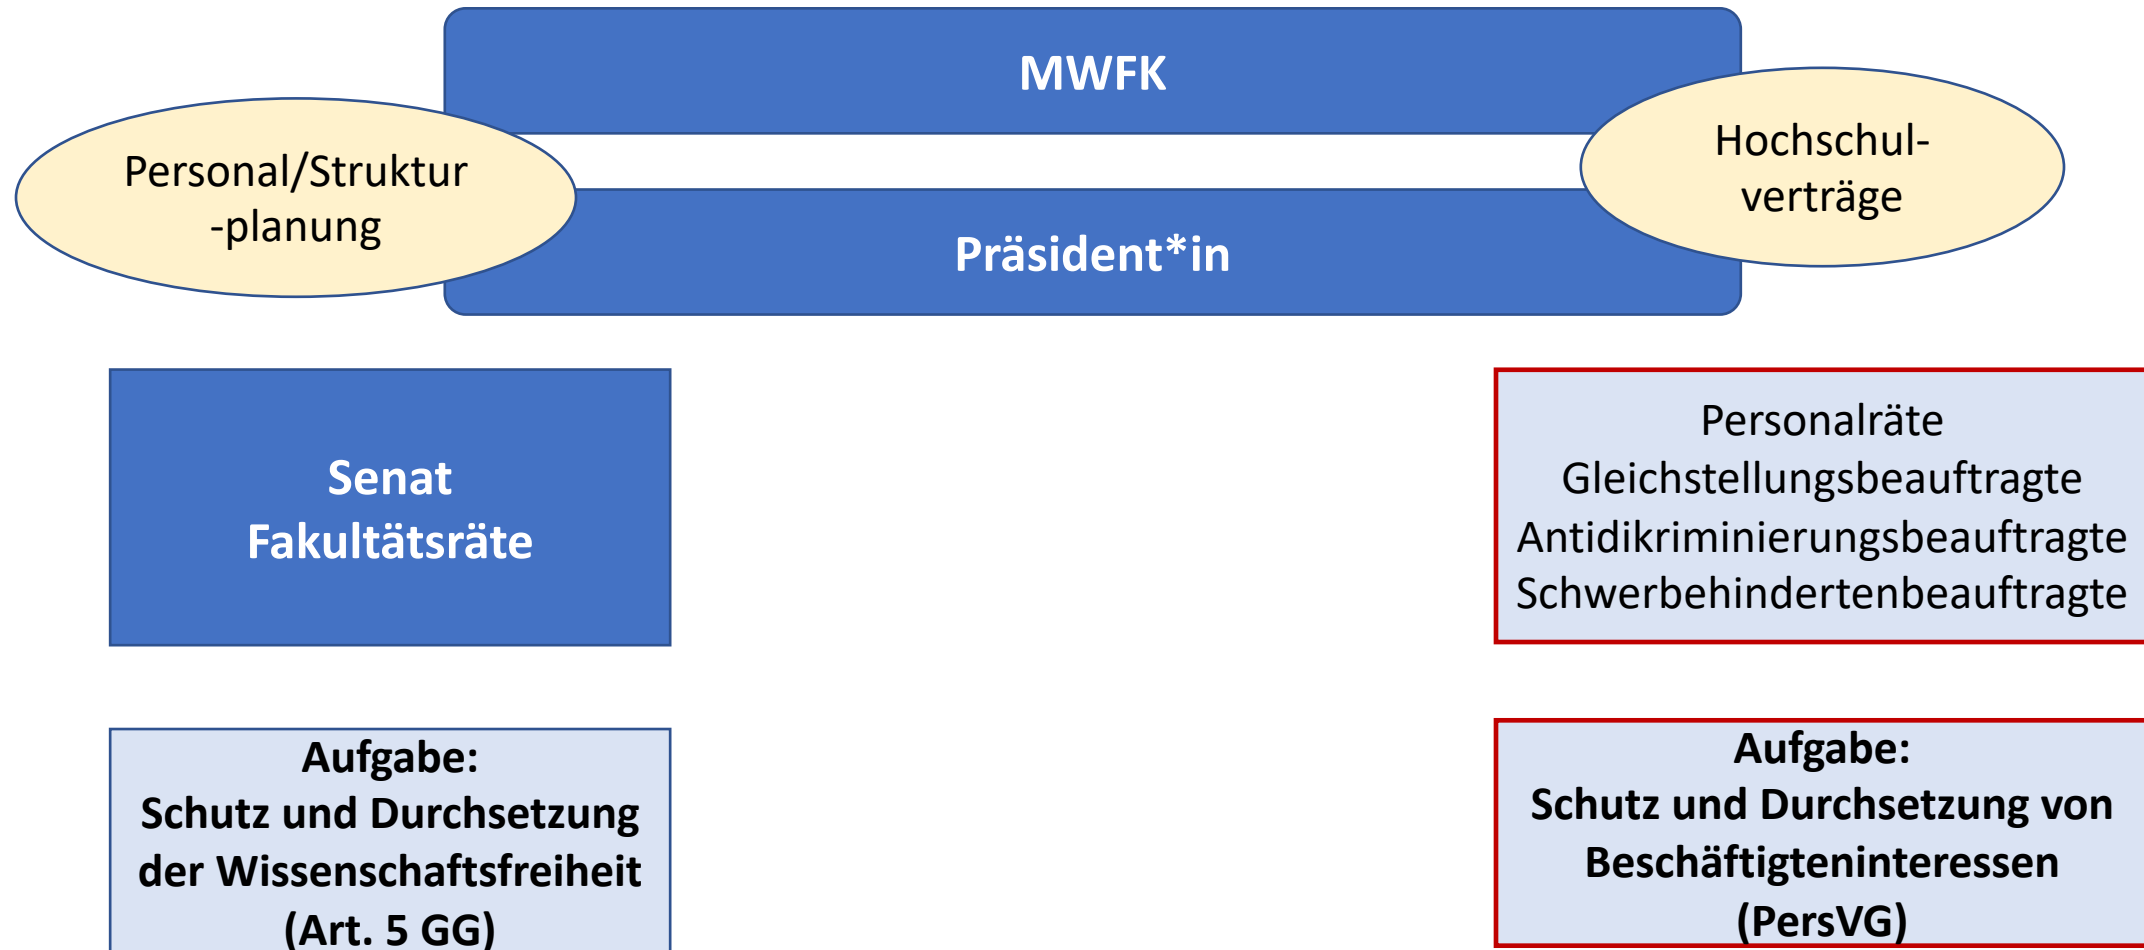 MWFK
Personal/Struktur
-planung
Hochschul-
verträge
Präsident*in
Senat
Fakultätsräte
Personalräte
Gleichstellungsbeauftragte
Antidikriminierungsbeauftragte
Schwerbehindertenbeauftragte
Aufgabe:
Schutz und Durchsetzung
der Wissenschaftsfreiheit
(Art. 5 GG)
Aufgabe:
Schutz und Durchsetzung von
Beschäftigteninteressen
(PersVG)